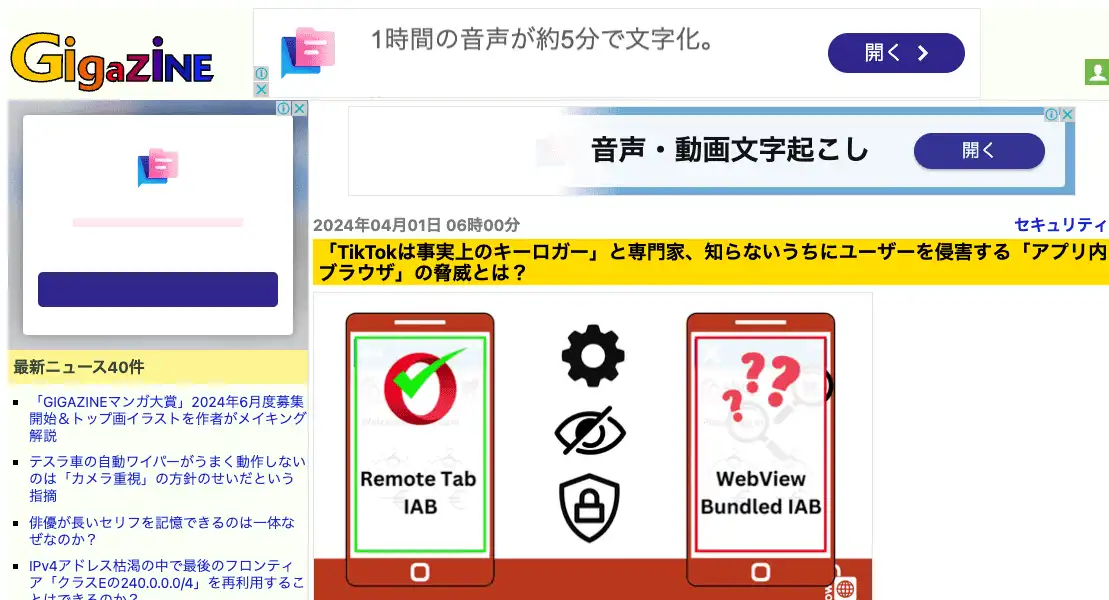 GigaZiNE
1時間の音声が約5分で文字化。
開く
音声・動画文字起こし
開く
2024年04月01日 06時00分
セキュリティ
「TikTokは事実上のキーロガー」と専門家、知らないうちにユーザーを侵害する「アプリ内
ブラウザ」の脅威とは？
Remote Tab
IAB
WebView
Bundled IAB
最新ニュース40件
「GIGAZINEマンガ大賞」2024年6月度募集
開始＆トップ画イラストを作者がメイキング
解説
テスラ車の自動ワイパーがうまく動作しない
のは「カメラ重視」の方針のせいだという
指摘
俳優が長いセリフを記憶できるのは一体な
ぜなのか？
IPv4アドレス枯渇の中で最後のフロンティ
ア「クラスEの240.0.0.0/4」を再利用するこ
とはできるのか？